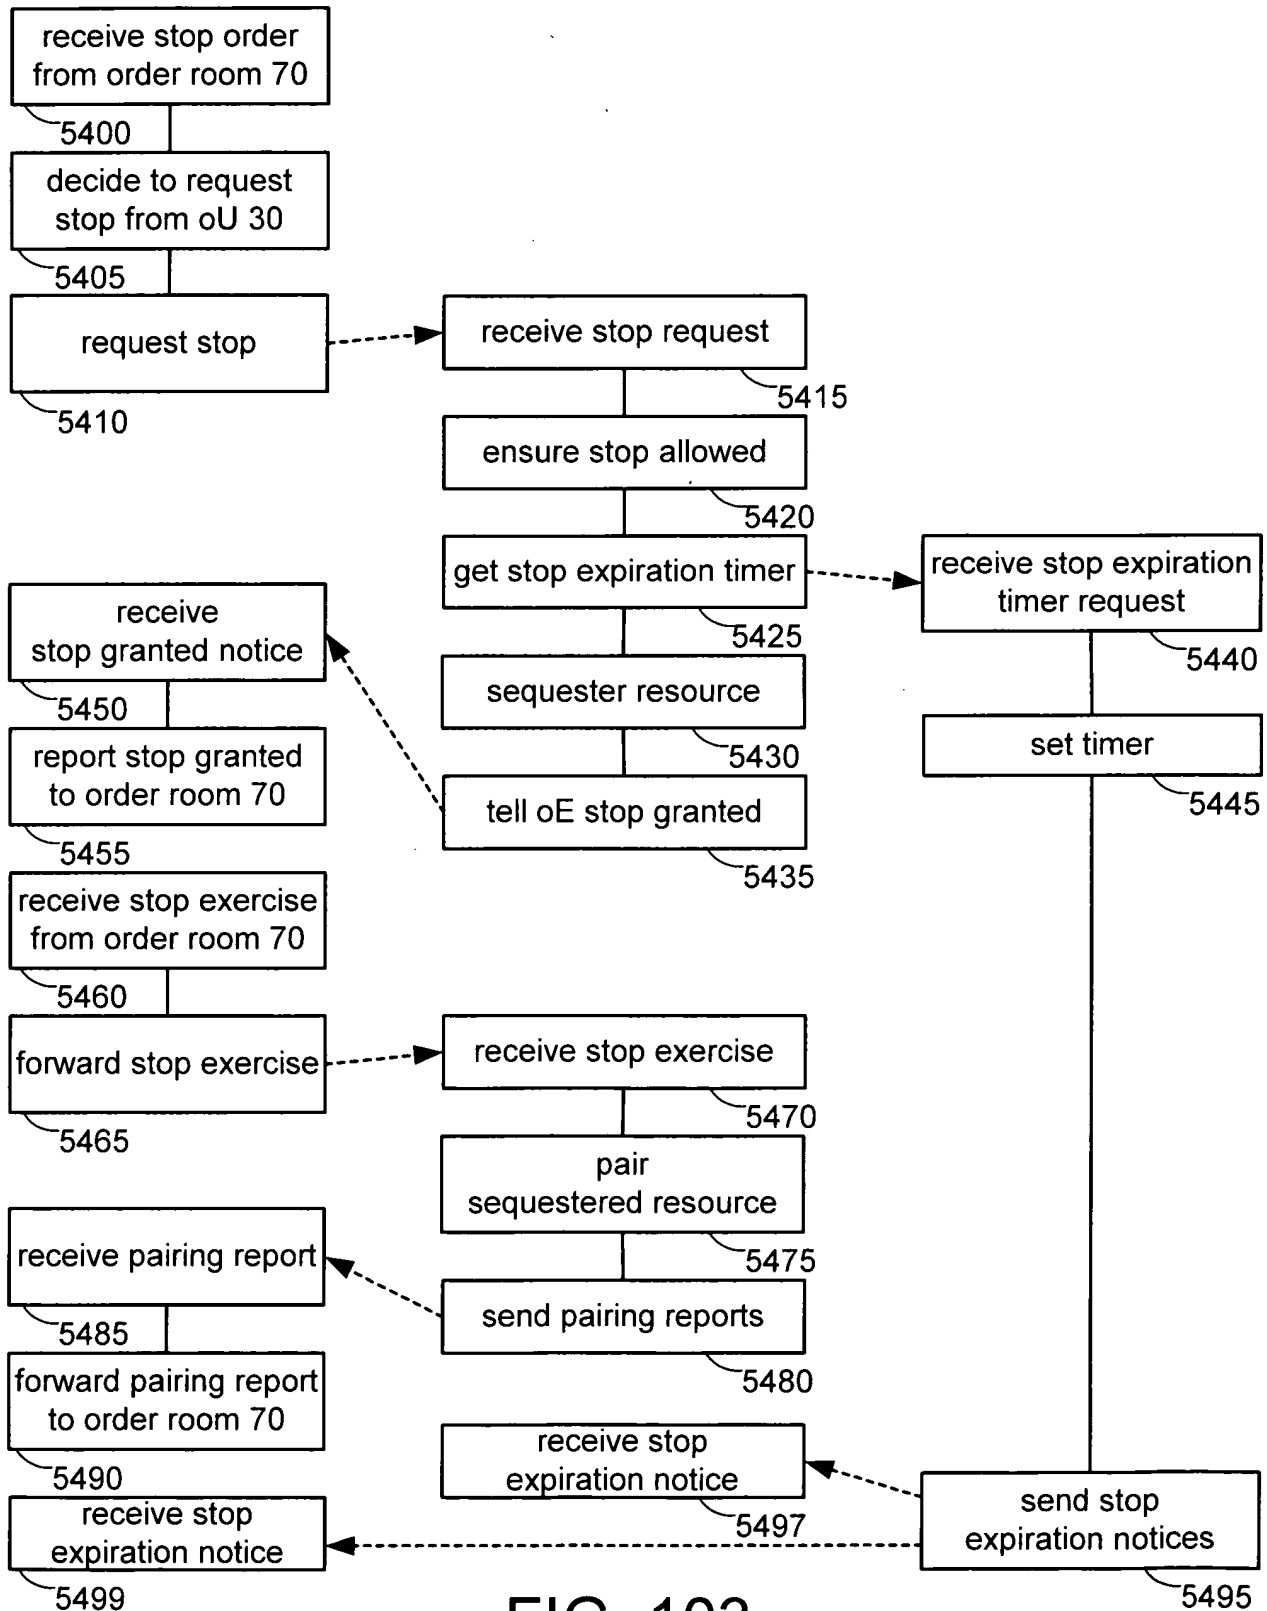 receive stop order
from order room 70
5400
decide to request
stop from oU 30
5405
request stop
5410
receive stop request
5415
ensure stop allowed
5420
get stop expiration timer
5425
receive stop expiration
timer request
5440
sequester resource
5430
set timer
5445
tell oE stop granted
5435
receive
stop granted notice
5450
report stop granted
to order room 70
5455
receive stop exercise
from order room 70
5460
forward stop exercise
5465
receive stop exercise
5470
pair
sequestered resource
5475
send pairing reports
5480
receive pairing report
5485
forward pairing report
to order room 70
5490
receive stop
expiration notice
5497
send stop
expiration notices
5495
receive stop
expiration notice
5499